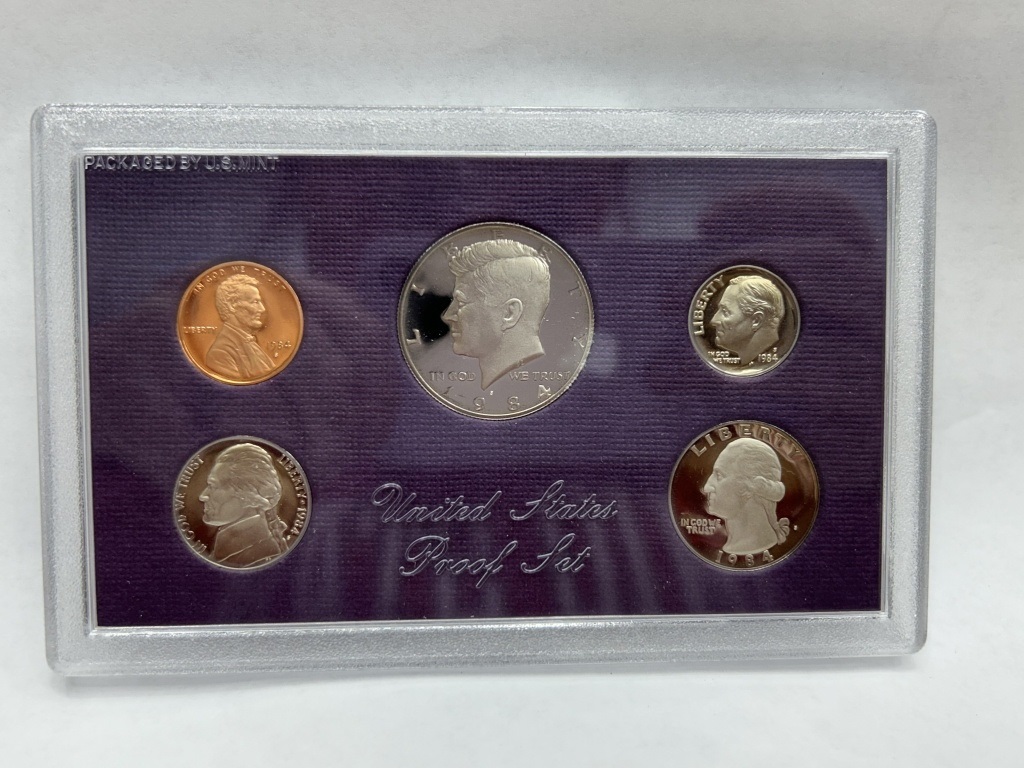 PACKAGED BY U.S. MINT
IN GOD WE TRUST
LIBERTY
1984
LIBERTY
IN GOD WE TRUST
1984
LIBERTY
IN GOD
WE TRUST
1984
IN GOD WE TRUST
LIBERTY 1984
United States
Proof Set
LIBERTY
IN GOD WE
TRUST
1984